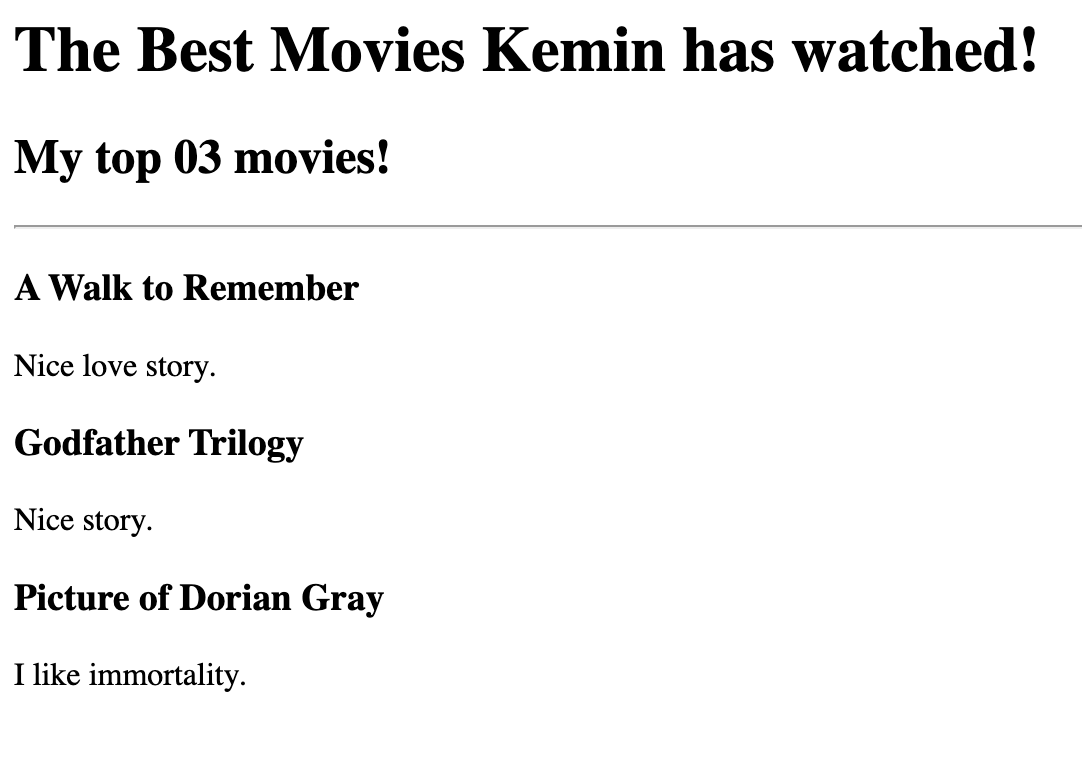 The Best Movies Kemin has watched!
My top 03 movies!
A Walk to Remember
Nice love story.
Godfather Trilogy
Nice story.
Picture of Dorian Gray
I like immortality.